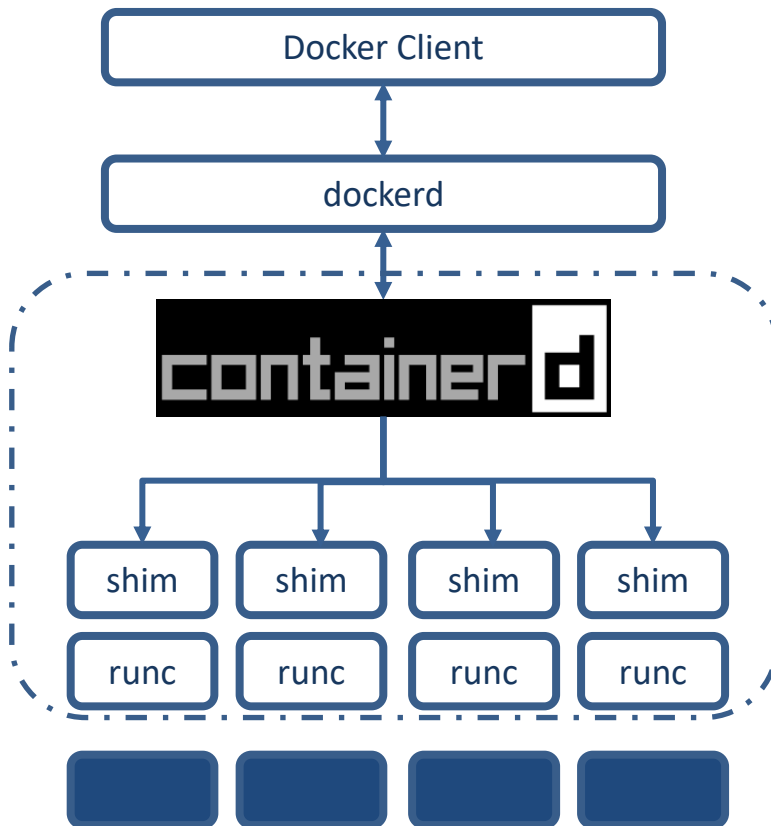 Docker Client
dockerd
containerd
shim shim shim shim
runc runc runc runc